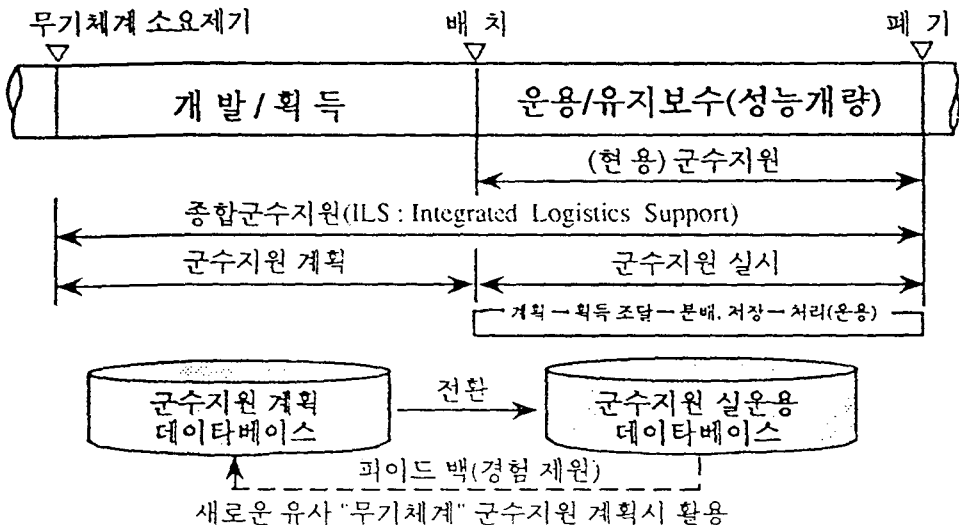 무기체계 소요제기 배 치 폐 기
개 발 / 획 득 운용/유지보수(성능개량)
(현 용) 군수지원
종합군수지원(ILS : Integrated Logistics Support)
군수지원 계획 군수지원 실시
계획 → 획득 조달 → 분배, 저장 → 처리(운용)
군수지원 계획 전환 군수지원 실운용
데이타베이스 데이타베이스
피이드 백(경험 제원)
새로운 유사 "무기체계" 군수지원 계획시 활용